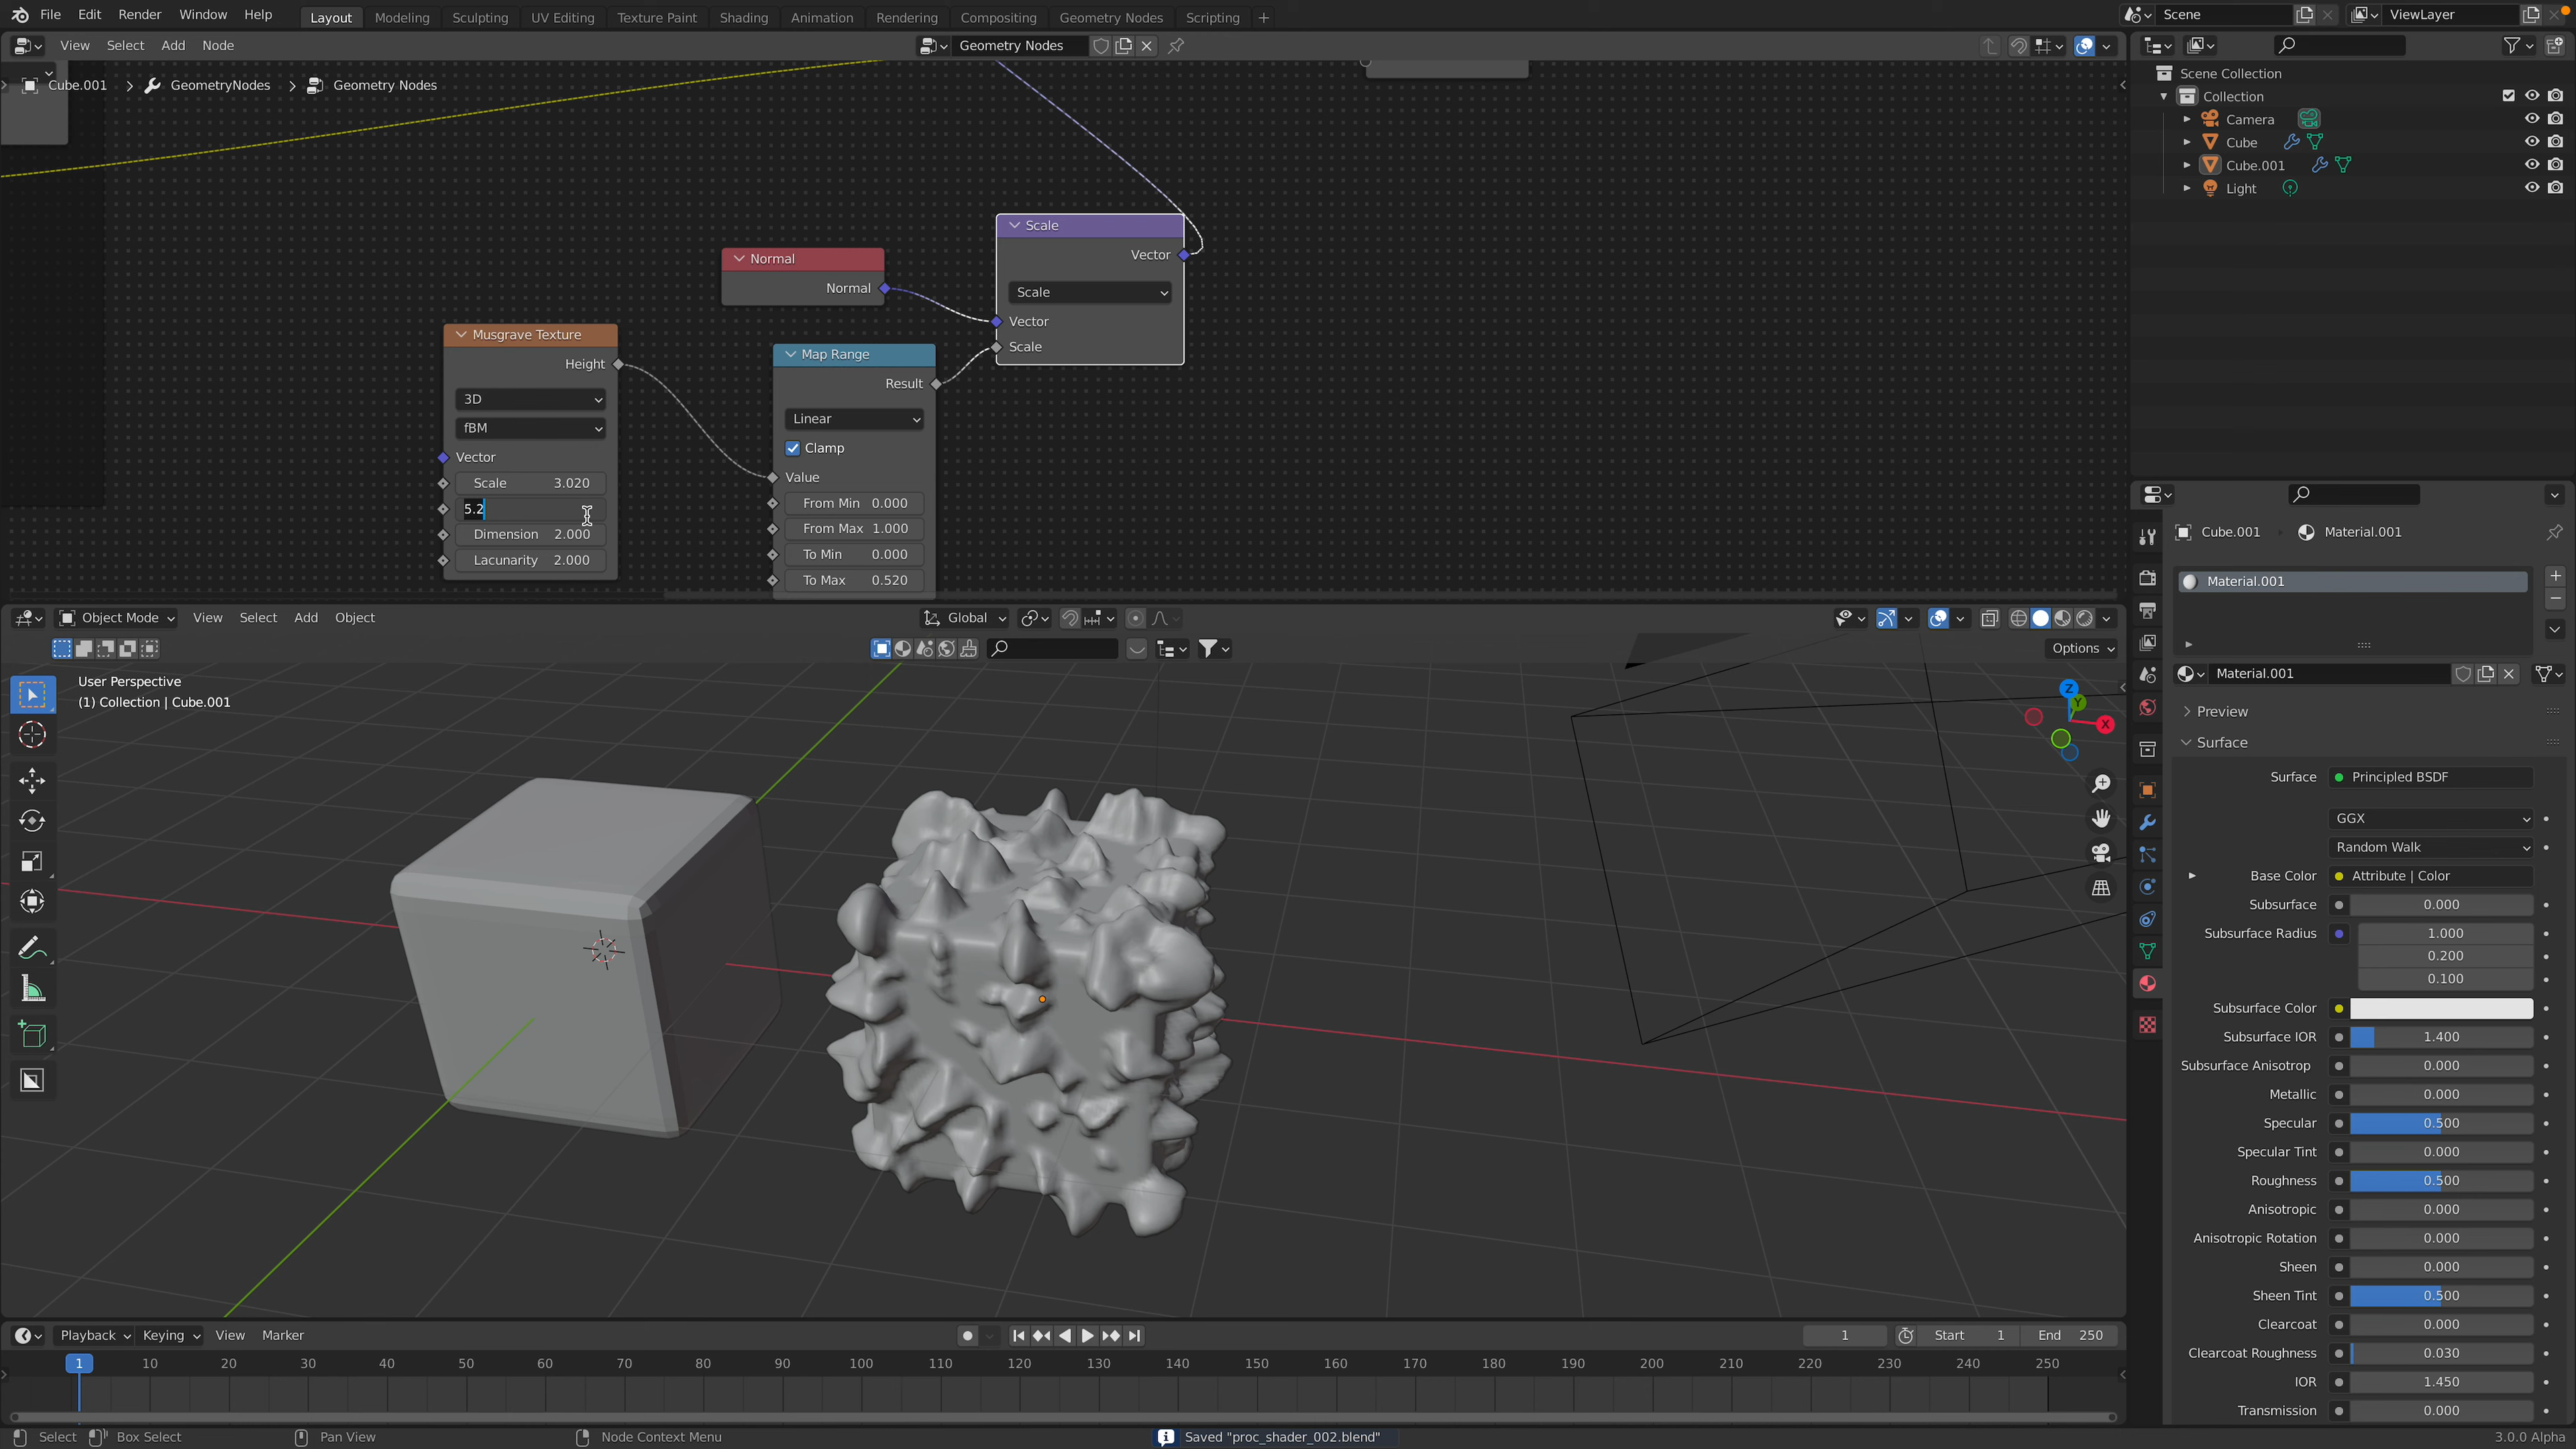 File Edit Render Window Help Layout Modeling Sculpting UV Editing Texture Paint Shading Animation Rendering Compositing Geometry Nodes Scripting + Scene ViewLayer
View Select Add Node Geometry Nodes
Cube.001 > GeometryNodes > Geometry Nodes
Scale
Vector
Scale
Vector
Scale
Normal
Normal
Musgrave Texture
Height
3D
fBM
Vector
Scale 3.020
5.2
Dimension 2.000
Lacunarity 2.000
Map Range
Result
Linear
Clamp
Value
From Min 0.000
From Max 1.000
To Min 0.000
To Max 0.520
Scene Collection
Collection
Camera
Cube
Cube.001
Light
Object Mode View Select Add Object Global
Options
User Perspective
(1) Collection | Cube.001
Z
Y
X
Cube.001 Material.001
Material.001
Material.001
Preview
Surface
Surface Principled BSDF
GGX
Random Walk
Base Color Attribute | Color
Subsurface 0.000
Subsurface Radius 1.000
0.200
0.100
Subsurface Color
Subsurface IOR 1.400
Subsurface Anisotrop 0.000
Metallic 0.000
Specular 0.500
Specular Tint 0.000
Roughness 0.500
Anisotropic 0.000
Anisotropic Rotation 0.000
Sheen 0.000
Sheen Tint 0.500
Clearcoat 0.000
Clearcoat Roughness 0.030
IOR 1.450
Transmission 0.000
Playback Keying View Marker 1 Start 1 End 250
1 10 20 30 40 50 60 70 80 90 100 110 120 130 140 150 160 170 180 190 200 210 220 230 240 250
Select Box Select Pan View Node Context Menu Saved "proc_shader_002.blend" 3.0.0 Alpha